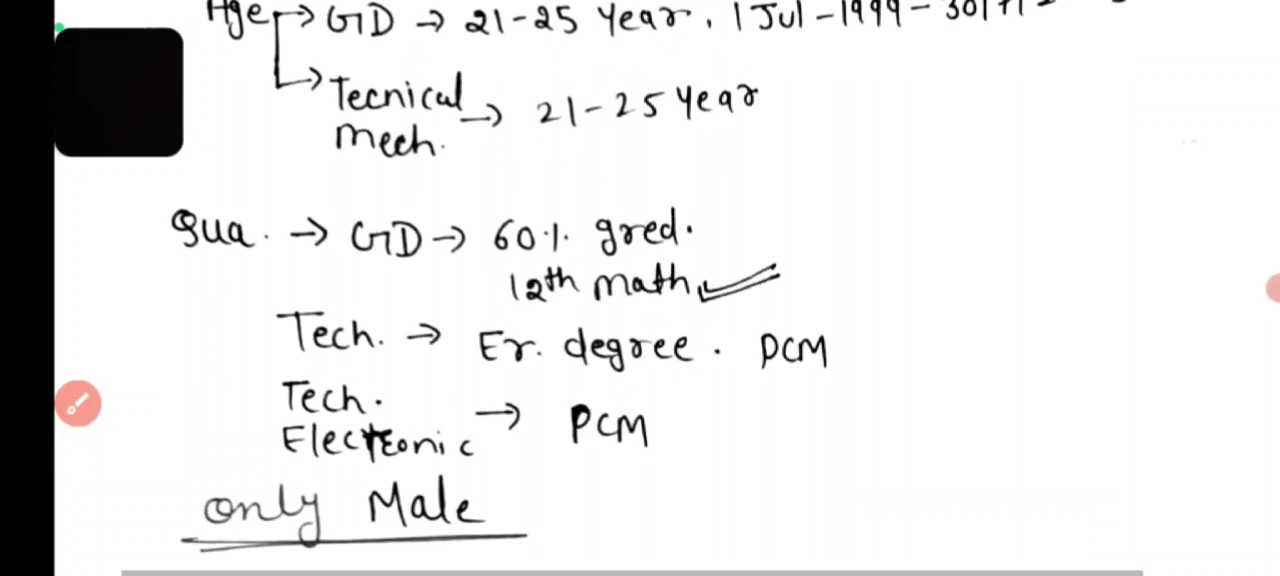 Age → GD → 21-25 Year, 1 Jul-1999-
→ Tecnical → 21-25 Year
Mech.
Qua. → GD → 60% gred.
12th math
Tech. → Er. degree. PCM
Tech.
Electronic → PCM
only Male